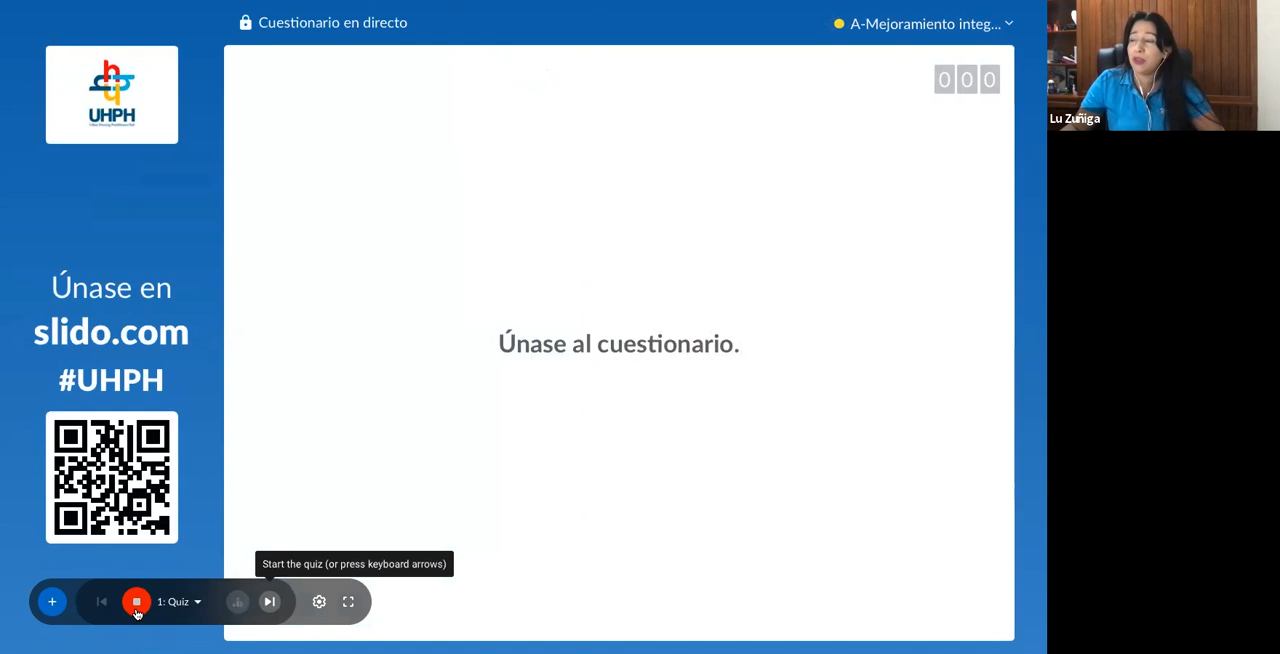 Cuestionario en directo
A-Mejoramiento integ...
UHPH
000
Lu Zuñiga
Únase en
slido.com
#UHPH
Únase al cuestionario.
Start the quiz (or press keyboard arrows)
1: Quiz